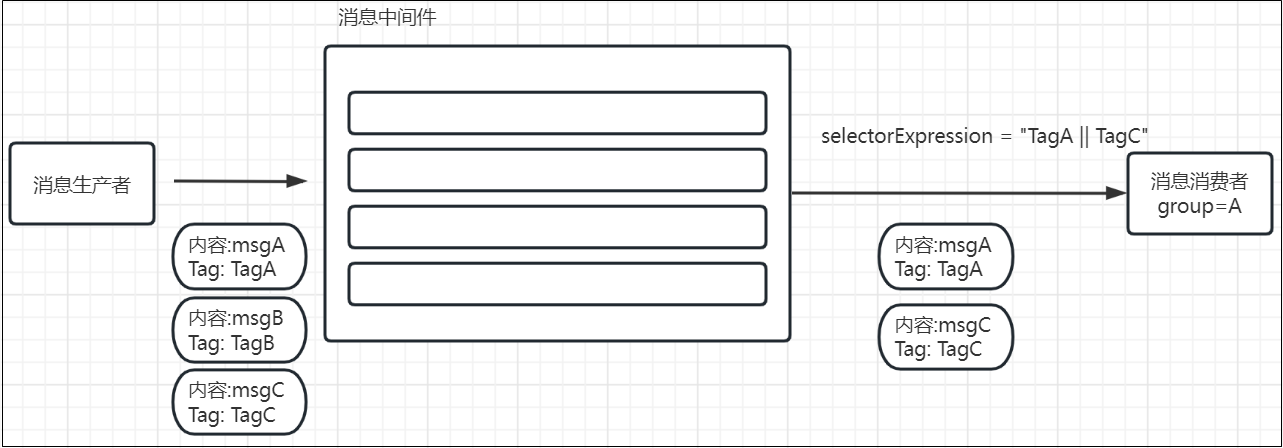 消息中间件
消息生产者
内容:msgA
Tag: TagA
内容:msgB
Tag: TagB
内容:msgC
Tag: TagC
selectorExpression = "TagA || TagC"
消息消费者
group=A
内容:msgA
Tag: TagA
内容:msgC
Tag: TagC